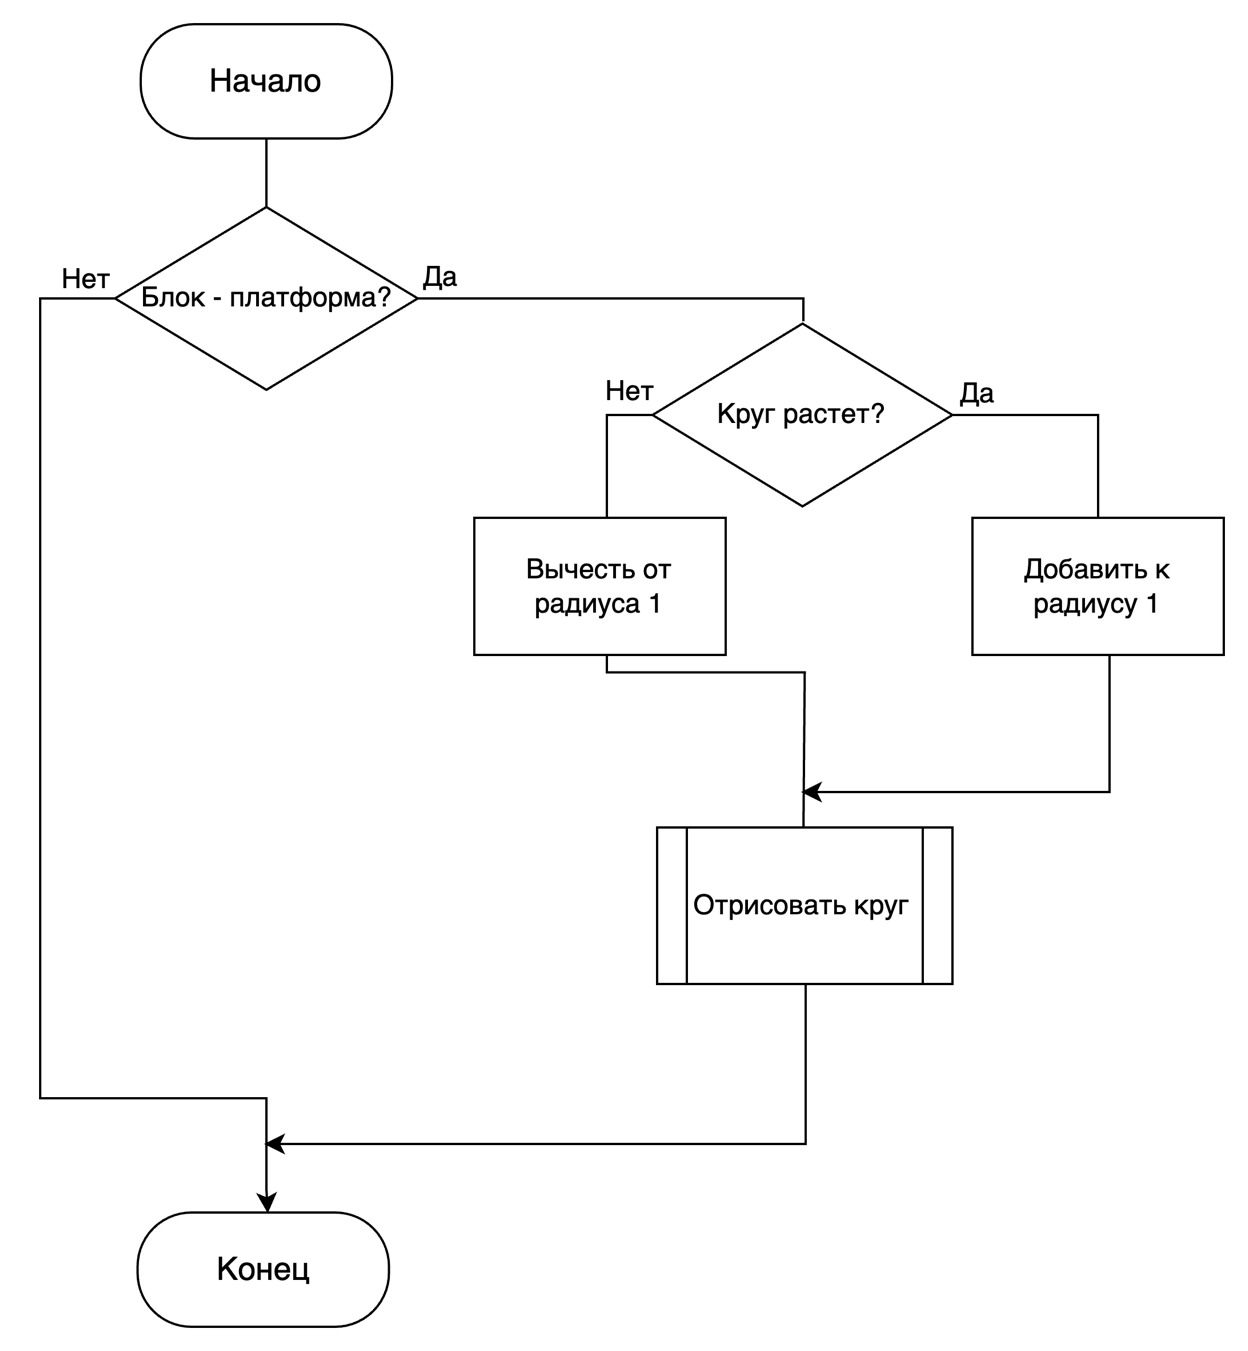 Начало
Нет
Да
Блок - платформа?
Нет
Да
Круг растет?
Вычесть от
радиуса 1
Добавить к
радиусу 1
Отрисовать круг
Конец